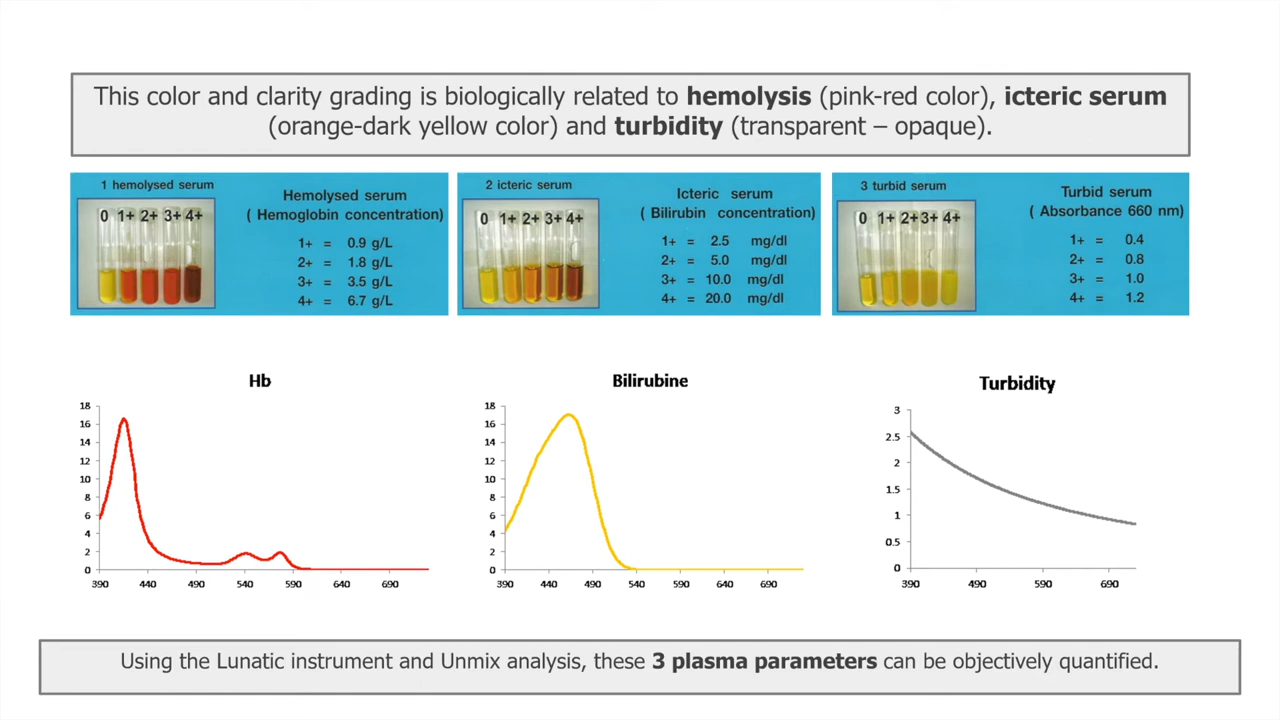 This color and clarity grading is biologically related to hemolysis (pink-red color), icteric serum
(orange-dark yellow color) and turbidity (transparent – opaque).
1 hemolysed serum
0 1+ 2+ 3+ 4+
Hemolysed serum
( Hemoglobin concentration)
1+ = 0.9 g/L
2+ = 1.8 g/L
3+ = 3.5 g/L
4+ = 6.7 g/L
2 icteric serum
0 1+ 2+ 3+ 4+
Icteric serum
( Bilirubin concentration)
1+ = 2.5 mg/dl
2+ = 5.0 mg/dl
3+ = 10.0 mg/dl
4+ = 20.0 mg/dl
3 turbid serum
0 1+ 2+ 3+ 4+
Turbid serum
( Absorbance 660 nm)
1+ = 0.4
2+ = 0.8
3+ = 1.0
4+ = 1.2
Hb
18
16
14
12
10
8
6
4
2
0
390 440 490 540 590 640 690
Bilirubine
18
16
14
12
10
8
6
4
2
0
390 440 490 540 590 640 690
Turbidity
3
2.5
2
1.5
1
0.5
0
390 490 590 690
Using the Lunatic instrument and Unmix analysis, these 3 plasma parameters can be objectively quantified.